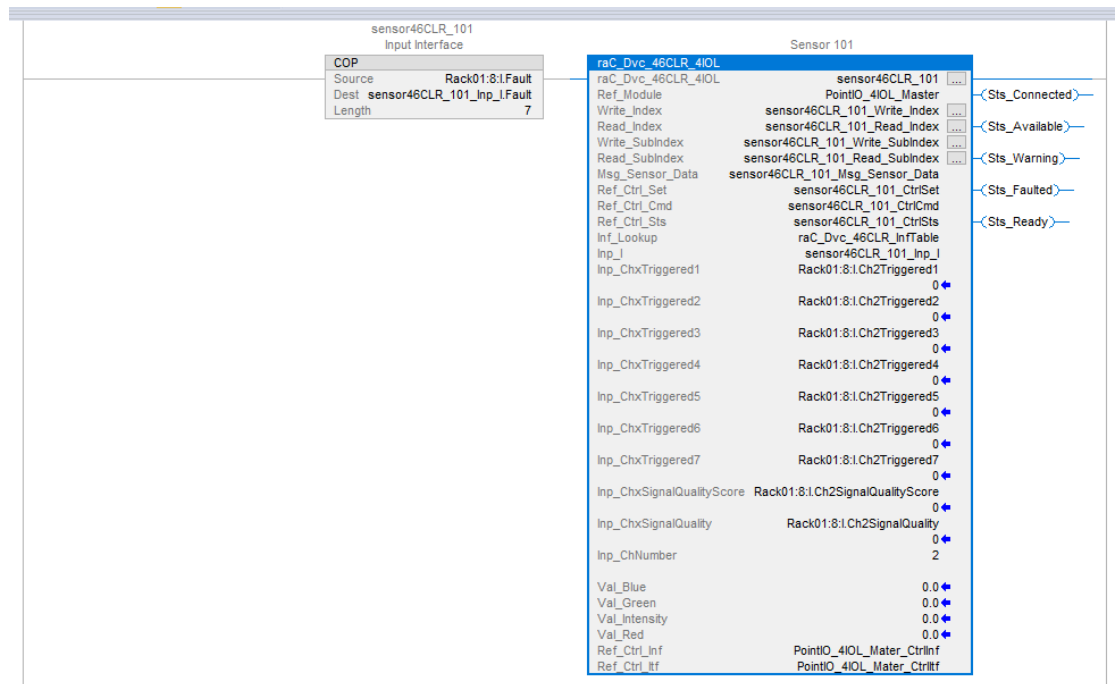 sensor46CLR_101
Input Interface
COP
Source Rack01:8:I.Fault
Dest sensor46CLR_101_Inp_I.Fault
Length 7
Sensor 101
raC_Dvc_46CLR_4IOL
raC_Dvc_46CLR_4IOL sensor46CLR_101 ...
Ref_Module PointIO_4IOL_Master (Sts_Connected)
Write_Index sensor46CLR_101_Write_Index ...
Read_Index sensor46CLR_101_Read_Index ... (Sts_Available)
Write_SubIndex sensor46CLR_101_Write_SubIndex ...
Read_SubIndex sensor46CLR_101_Read_SubIndex ... (Sts_Warning)
Msg_Sensor_Data sensor46CLR_101_Msg_Sensor_Data
Ref_Ctrl_Set sensor46CLR_101_CtrlSet (Sts_Faulted)
Ref_Ctrl_Cmd sensor46CLR_101_CtrlCmd
Ref_Ctrl_Sts sensor46CLR_101_CtrlSts (Sts_Ready)
Inf_Lookup raC_Dvc_46CLR_InfTable
Inp_I sensor46CLR_101_Inp_I
Inp_ChxTriggered1 Rack01:8:I.Ch2Triggered1
0
Inp_ChxTriggered2 Rack01:8:I.Ch2Triggered2
0
Inp_ChxTriggered3 Rack01:8:I.Ch2Triggered3
0
Inp_ChxTriggered4 Rack01:8:I.Ch2Triggered4
0
Inp_ChxTriggered5 Rack01:8:I.Ch2Triggered5
0
Inp_ChxTriggered6 Rack01:8:I.Ch2Triggered6
0
Inp_ChxTriggered7 Rack01:8:I.Ch2Triggered7
0
Inp_ChxSignalQualityScore Rack01:8:I.Ch2SignalQualityScore
0
Inp_ChxSignalQuality Rack01:8:I.Ch2SignalQuality
0
Inp_ChNumber 2
Val_Blue 0.0
Val_Green 0.0
Val_Intensity 0.0
Val_Red 0.0
Ref_Ctrl_Inf PointIO_4IOL_Mater_CtrlInf
Ref_Ctrl_Itf PointIO_4IOL_Mater_CtrlItf